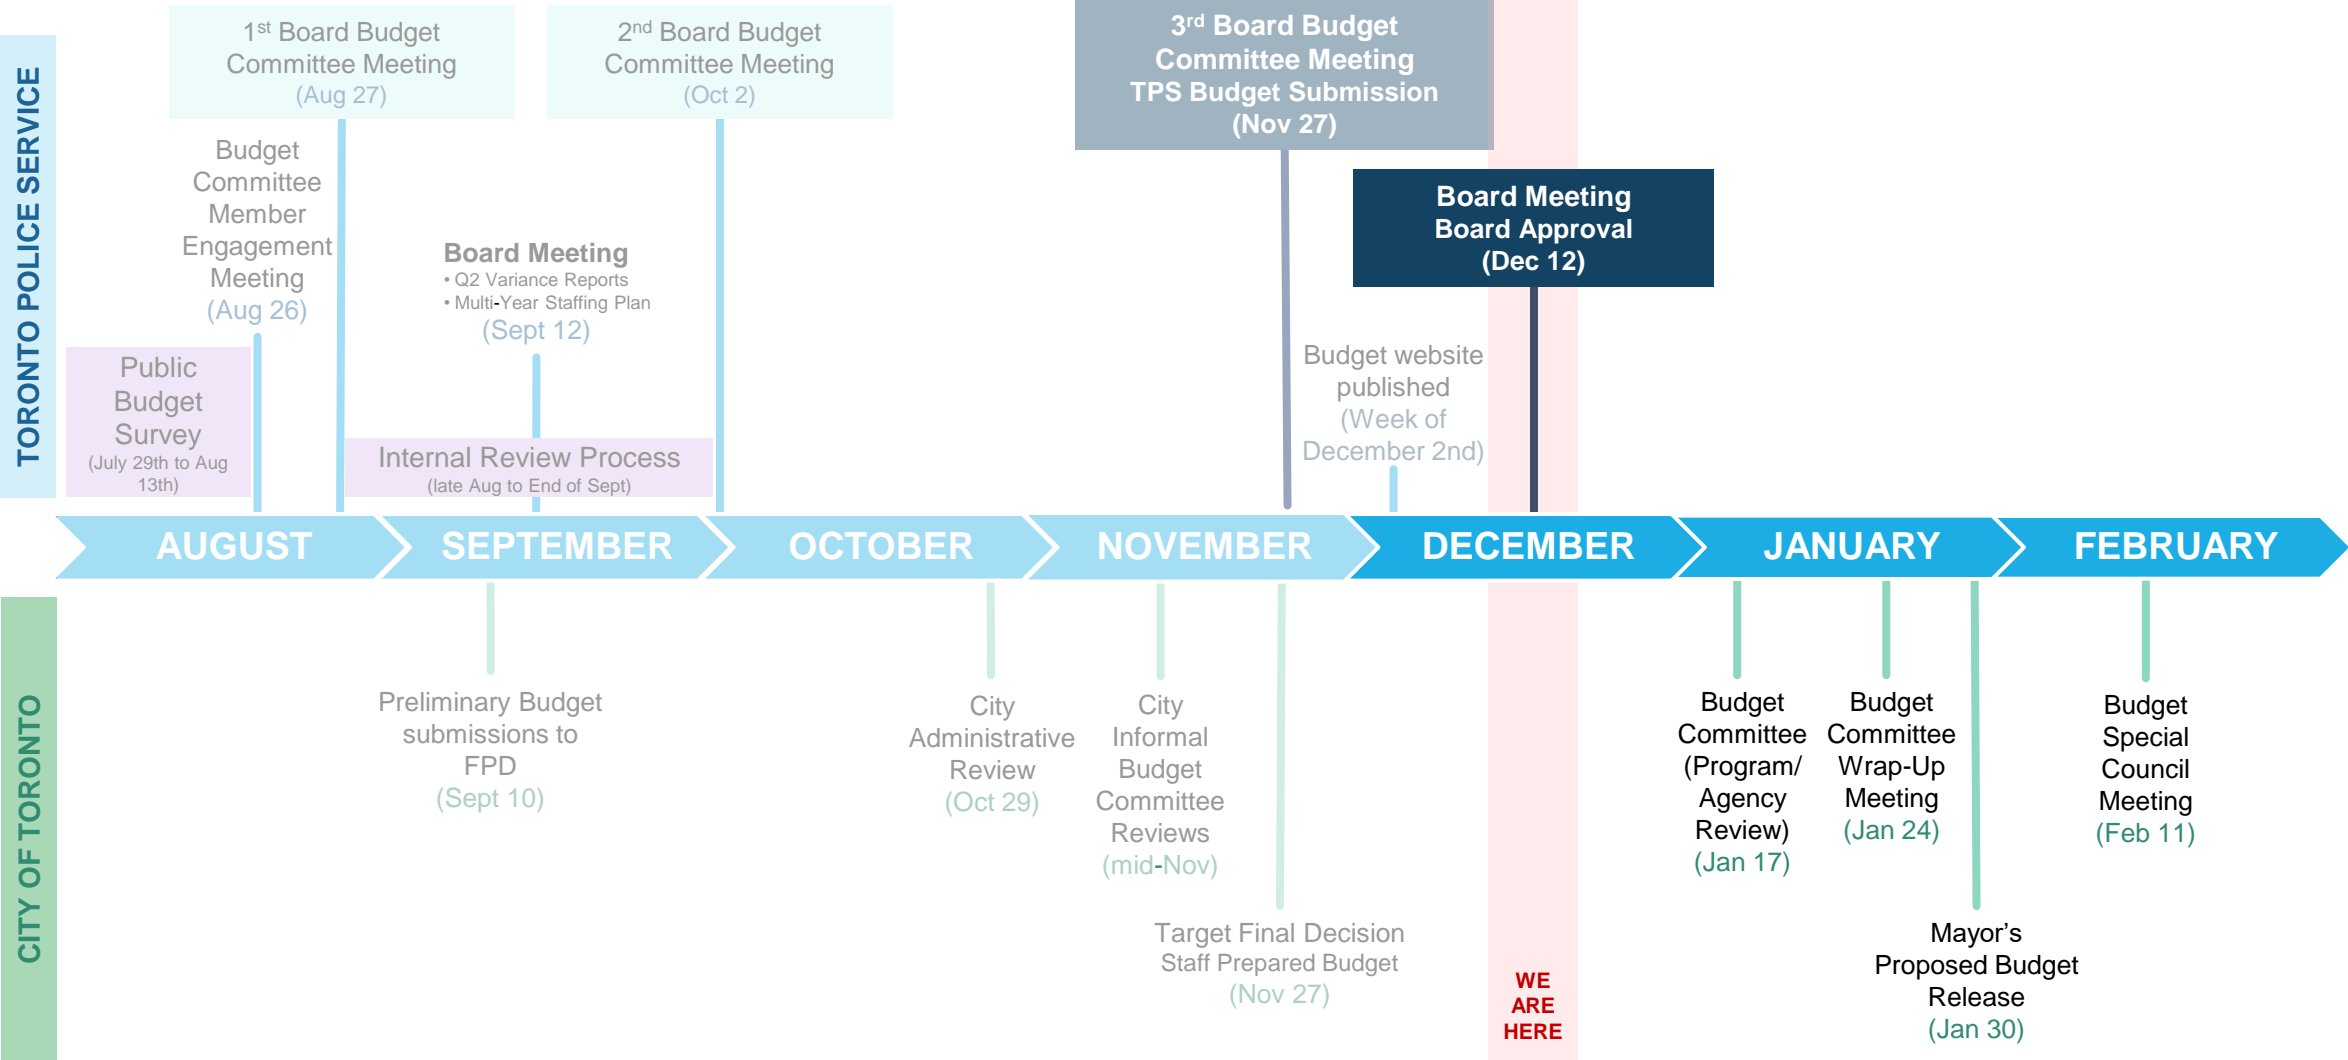 TORONTO POLICE SERVICE
1st Board Budget
Committee Meeting
(Aug 27)
2nd Board Budget
Committee Meeting
(Oct 2)
3rd Board Budget
Committee Meeting
TPS Budget Submission
(Nov 27)
Budget
Committee
Member
Engagement
Meeting
(Aug 26)
Board Meeting
• Q2 Variance Reports
• Multi-Year Staffing Plan
(Sept 12)
Board Meeting
Board Approval
(Dec 12)
Public
Budget
Survey
(July 29th to Aug
13th)
Internal Review Process
(late Aug to End of Sept)
Budget website
published
(Week of
December 2nd)
AUGUST
SEPTEMBER
OCTOBER
NOVEMBER
DECEMBER
JANUARY
FEBRUARY
CITY OF TORONTO
Preliminary Budget
submissions to
FPD
(Sept 10)
City
Administrative
Review
(Oct 29)
City
Informal
Budget
Committee
Reviews
(mid-Nov)
Target Final Decision
Staff Prepared Budget
(Nov 27)
WE
ARE
HERE
Budget
Committee
(Program/
Agency
Review)
(Jan 17)
Budget
Committee
Wrap-Up
Meeting
(Jan 24)
Mayor’s
Proposed Budget
Release
(Jan 30)
Budget
Special
Council
Meeting
(Feb 11)